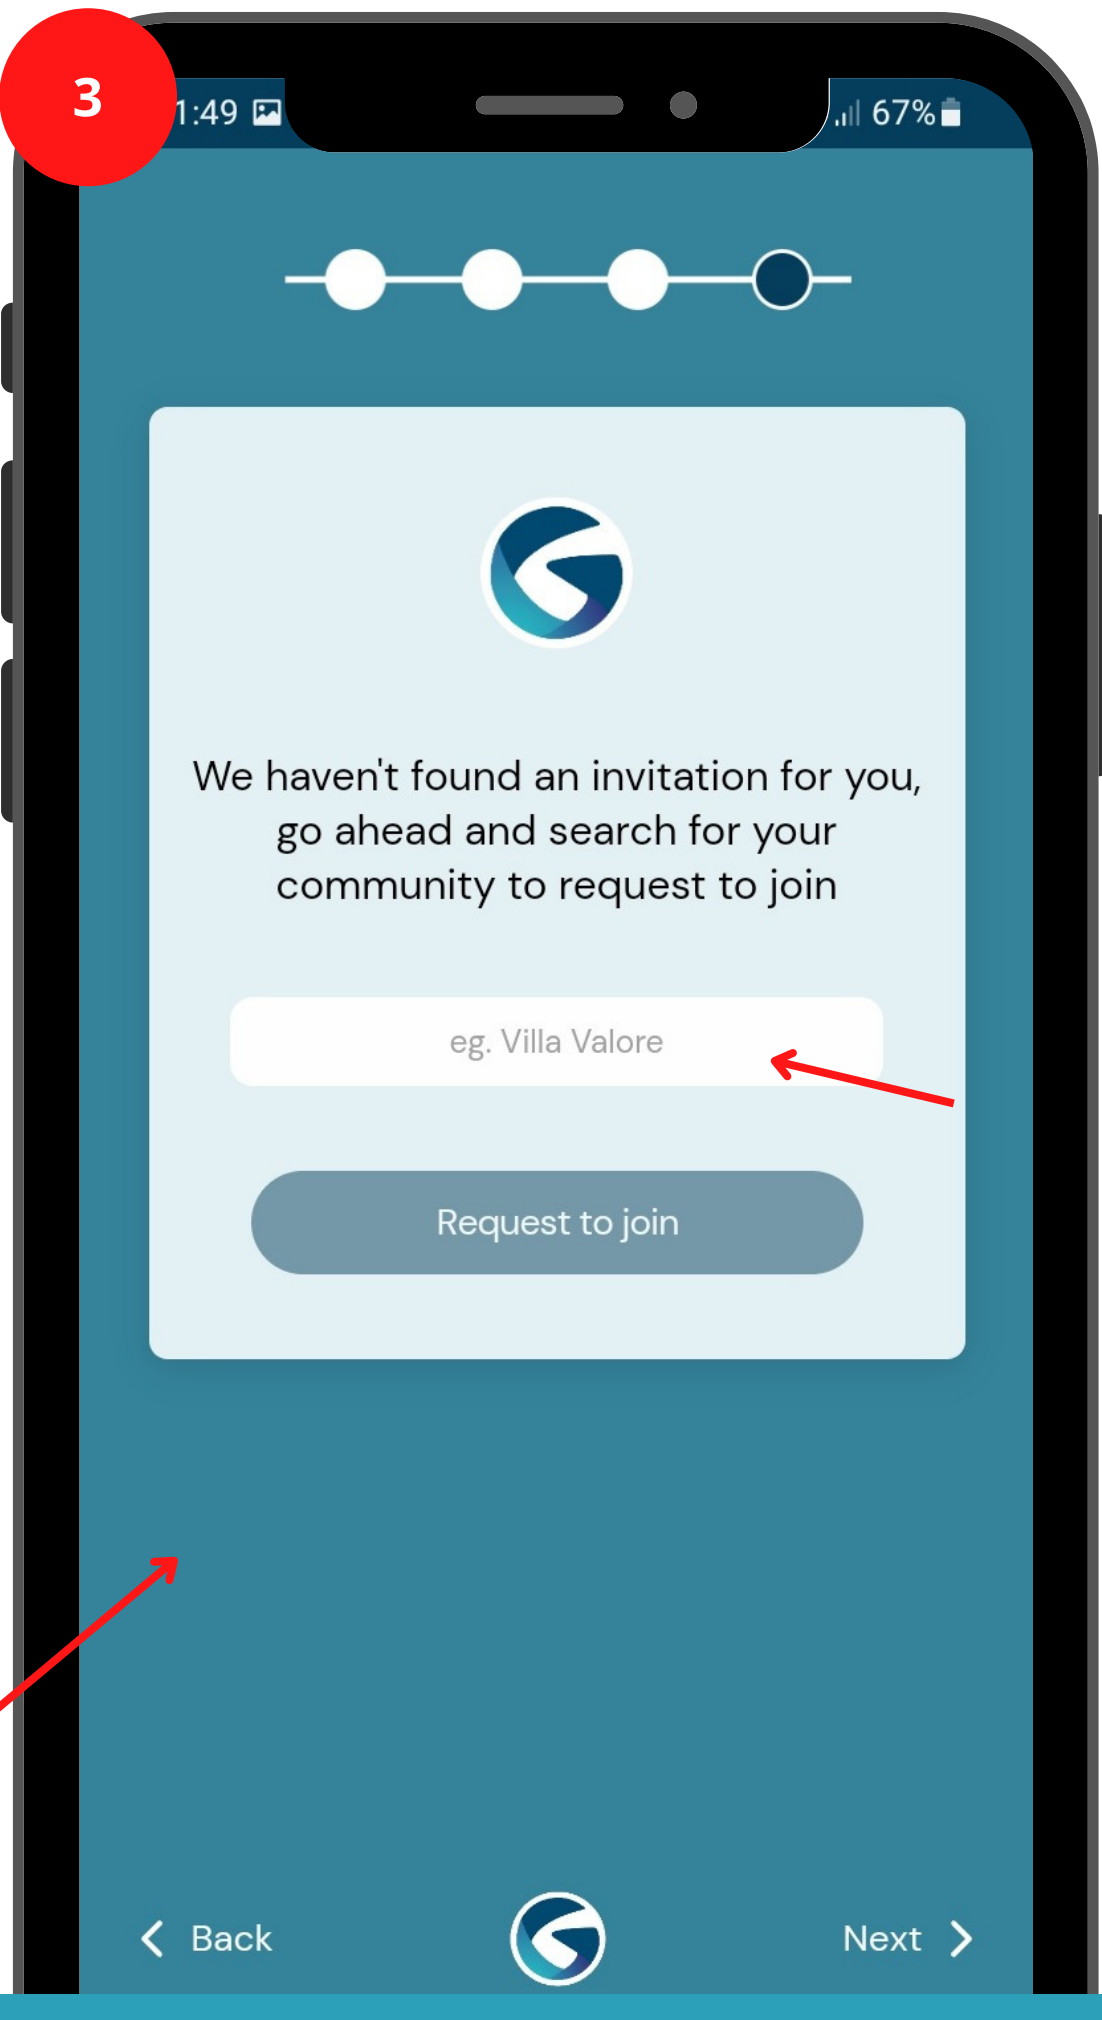 3
1:49
67%
We haven't found an invitation for you,
go ahead and search for your
community to request to join
eg. Villa Valore
Request to join
Back
Next